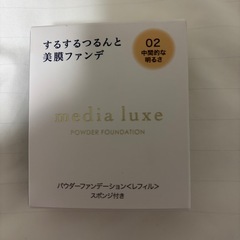 するするつるんと
美膜ファンデ
02
中間的な
明るさ
media luxe
POWDER FOUNDATION
パウダーファンデーション<レフィル>
スポンジ付き